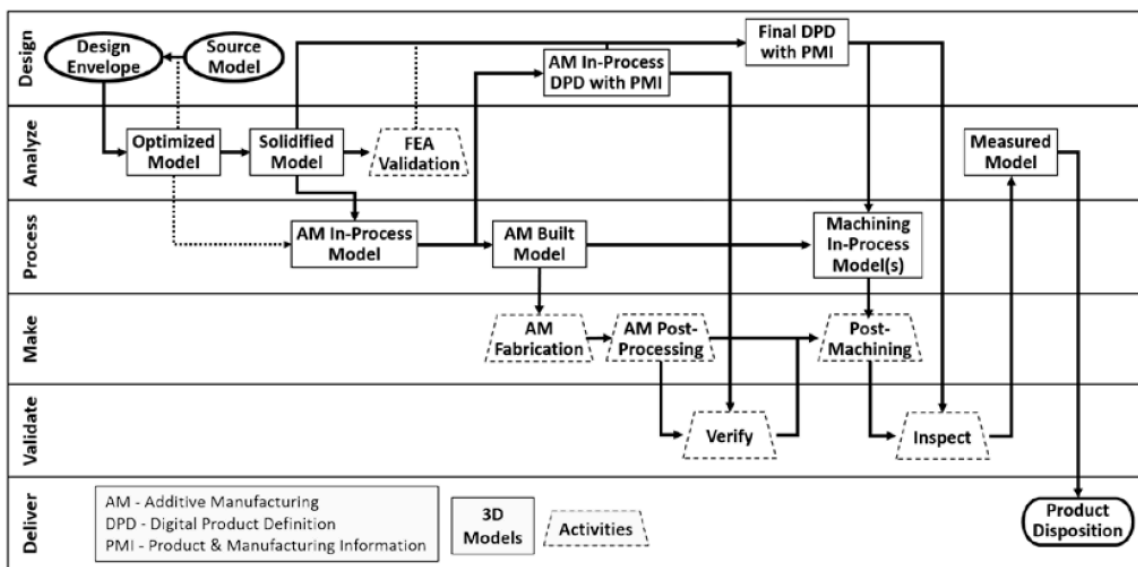 Design
Design
Envelope
Source
Model
AM In-Process
DPD with PMI
Final DPD
with PMI
Analyze
Optimized
Model
Solidified
Model
FEA
Validation
Measured
Model
Process
AM In-Process
Model
AM Built
Model
Machining
In-Process
Model(s)
Make
AM
Fabrication
AM Post-
Processing
Post-
Machining
Validate
Verify
Inspect
Deliver
AM - Additive Manufacturing
DPD - Digital Product Definition
PMI - Product & Manufacturing Information
3D
Models
Activities
Product
Disposition